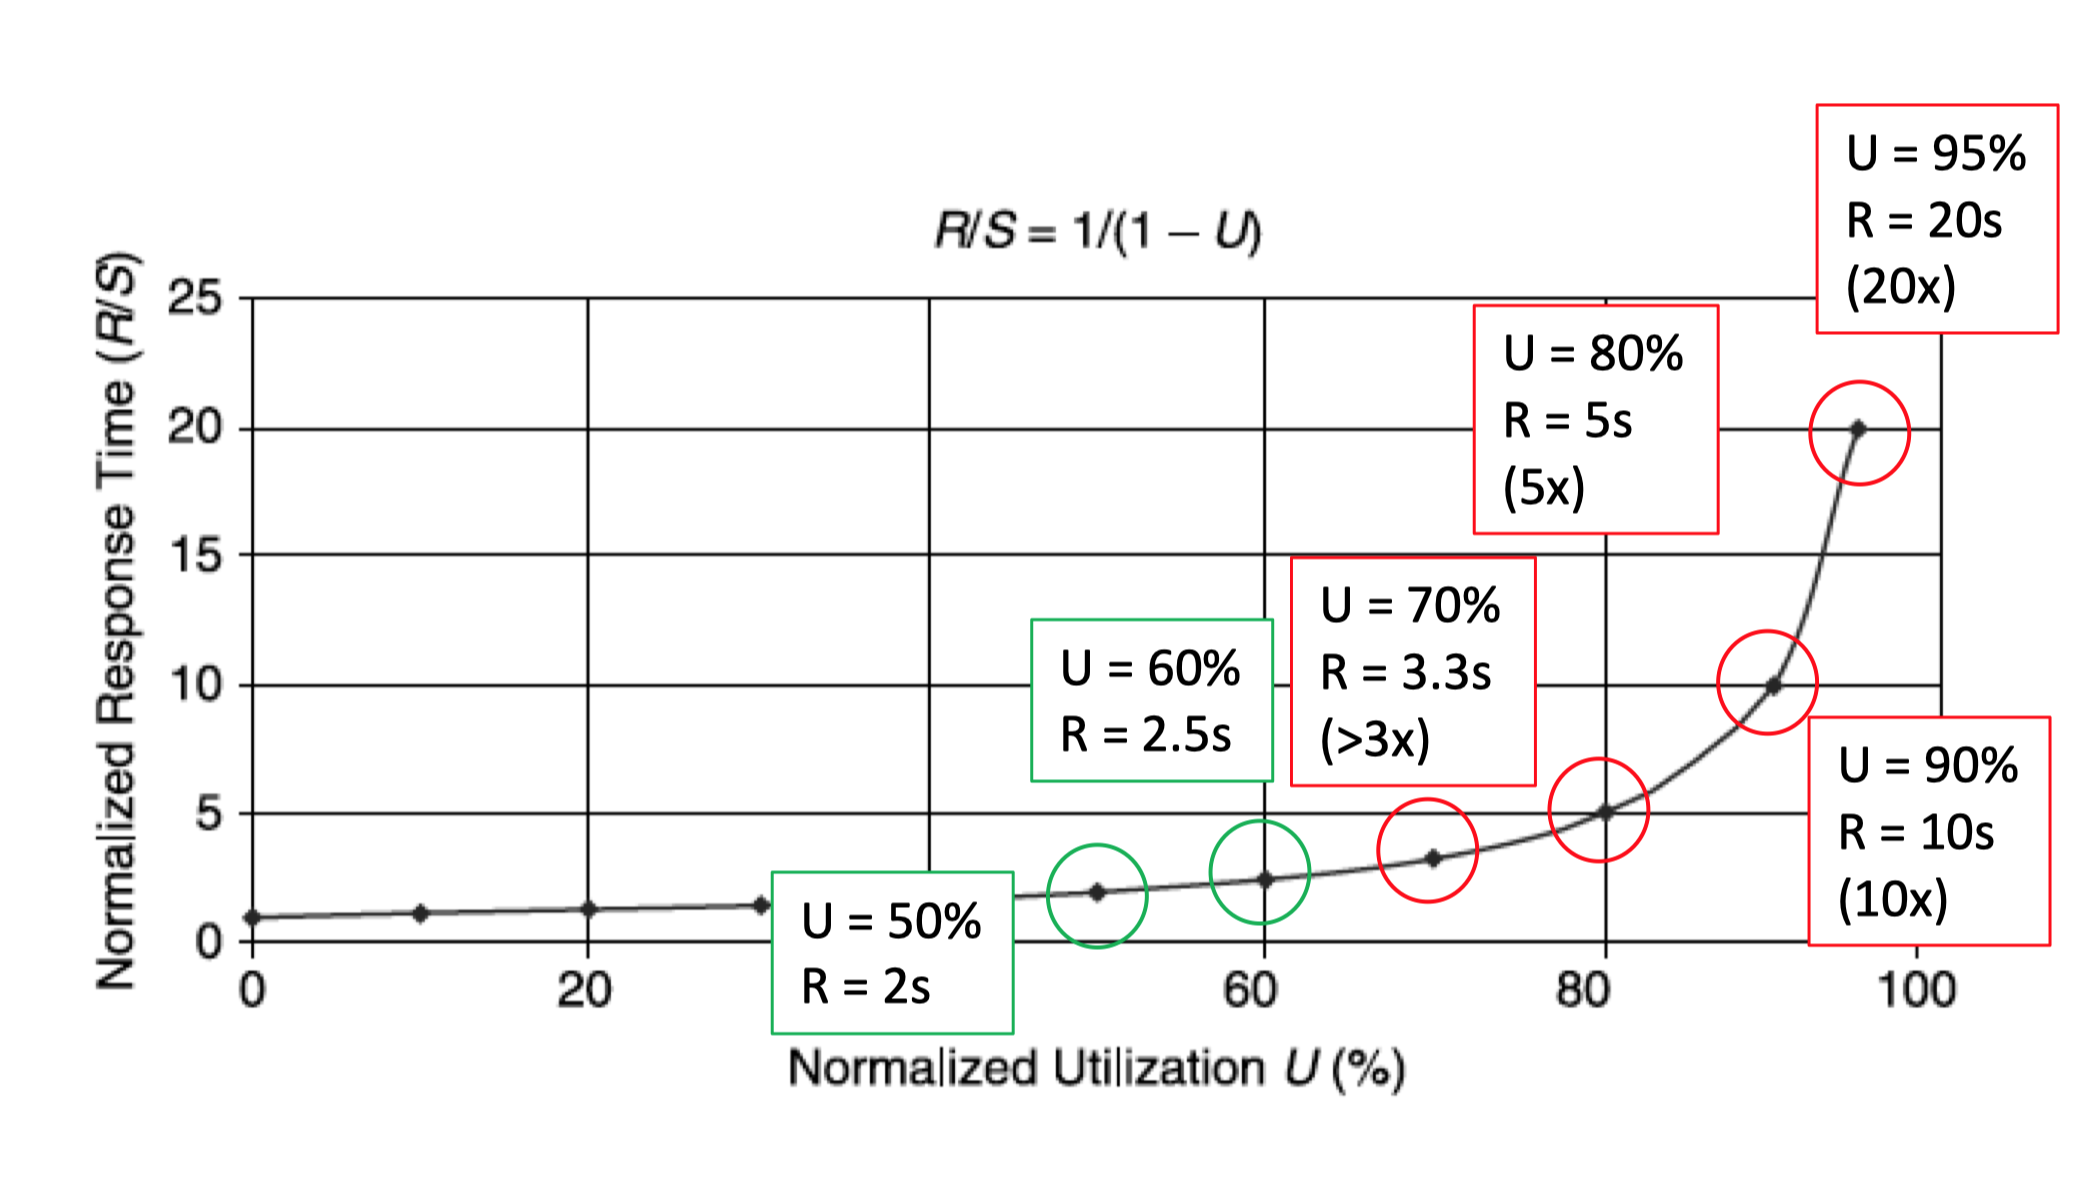 R/S = 1/(1 – U)
Normalized Response Time (R/S)
25
20
15
10
5
0
U = 95%
R = 20s
(20x)
U = 80%
R = 5s
(5x)
U = 70%
R = 3.3s
(>3x)
U = 60%
R = 2.5s
U = 90%
R = 10s
(10x)
U = 50%
R = 2s
0
20
60
80
100
Normalized Utilization U (%)